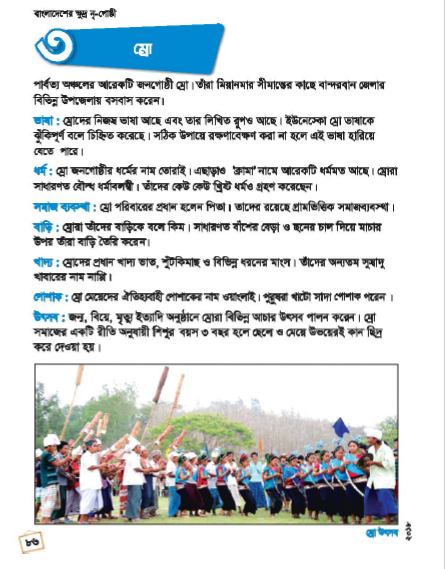 বাংলাদেশের ক্ষুদ্র নৃ-গোষ্ঠী
৩
ম্রো
পার্বত্য অঞ্চলের আরেকটি জনগোষ্ঠী ম্রো। তাঁরা মিয়ানমার সীমান্তের কাছে বান্দরবান জেলার
বিভিন্ন উপজেলায় বসবাস করেন।
ভাষা : ম্রোদের নিজস্ব ভাষা আছে এবং তার লিখিত রূপও আছে। ইউনেস্কো ম্রো ভাষাকে
ঝুঁকিপূর্ণ বলে চিহ্নিত করেছে। সঠিক উপায়ে রক্ষণাবেক্ষণ করা না হলে এই ভাষা হারিয়ে
যেতে পারে।
ধর্ম : ম্রো জনগোষ্ঠীর ধর্মের নাম তোরাই। এছাড়াও ‘ক্রামা’ নামে আরেকটি ধর্মমত আছে। ম্রোরা
সাধারণত বৌদ্ধ ধর্মাবলম্বী। তাঁদের কেউ কেউ খ্রিষ্ট ধর্মও গ্রহণ করেছেন।
সমাজ ব্যবস্থা : ম্রো পরিবারের প্রধান হলেন পিতা। তাদের রয়েছে গ্রামভিত্তিক সমাজব্যবস্থা।
বাড়ি : ম্রোরা তাঁদের বাড়িকে বলে কিম। সাধারণত বাঁশের বেড়া ও ছনের চাল দিয়ে মাচার
উপর তাঁরা বাড়ি তৈরি করেন।
খাদ্য : ম্রোদের প্রধান খাদ্য ভাত, শুঁটকিমাছ ও বিভিন্ন ধরনের মাংস। তাঁদের অন্যতম সুস্বাদু
খাবারের নাম নাপ্পি।
পোশাক : ম্রো মেয়েদের ঐতিহ্যবাহী পোশাকের নাম ওয়াংলাই। পুরুষরা খাটো সাদা পোশাক পরেন ।
উৎসব : জন্ম, বিয়ে, মৃত্যু ইত্যাদি অনুষ্ঠানে ম্রোরা বিভিন্ন আচার উৎসব পালন করেন। ম্রো
সমাজের একটি রীতি অনুযায়ী শিশুর বয়স ৩ বছর হলে ছেলে ও মেয়ে উভয়েরই কান ছিদ্র
করে দেওয়া হয়।
ম্রো উৎসব
৮৬
২০১৮